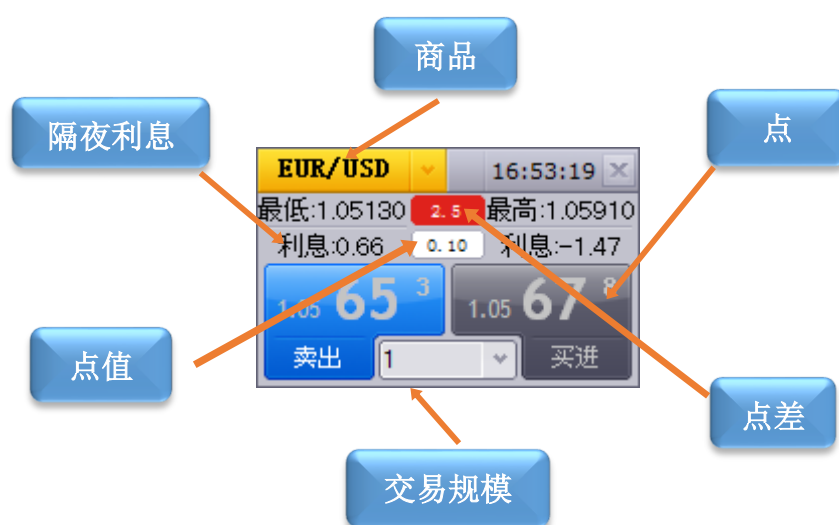 商品
隔夜利息
点
EUR/USD 16:53:19
最低:1.05130 2.5 最高:1.05910
利息:0.66 0.10 利息:-1.47
1.05 65 3 1.05 67 8
卖出 1 买进
点值
点差
交易规模